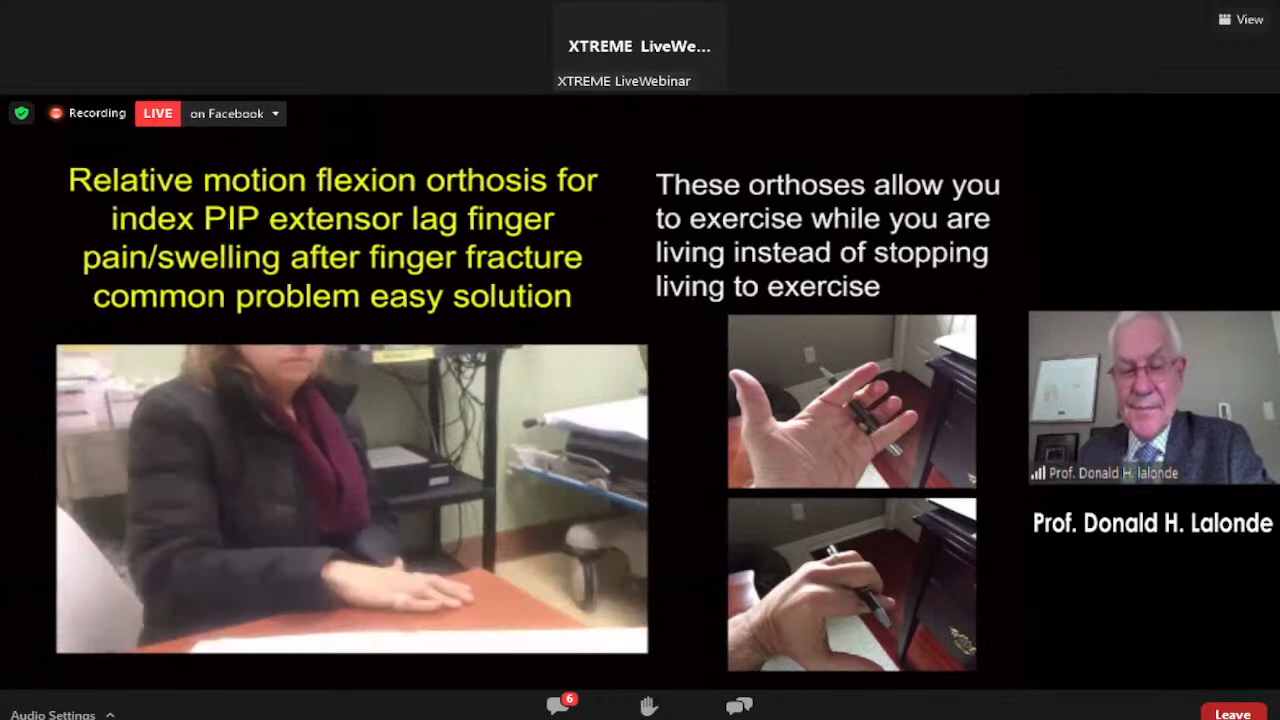 View
XTREME LiveWe...
XTREME LiveWebinar
Recording
LIVE
on Facebook
Relative motion flexion orthosis for
index PIP extensor lag finger
pain/swelling after finger fracture
common problem easy solution
These orthoses allow you
to exercise while you are
living instead of stopping
living to exercise
Prof. Donald H. lalonde
Prof. Donald H. Lalonde
6
Audio Settings
Leave